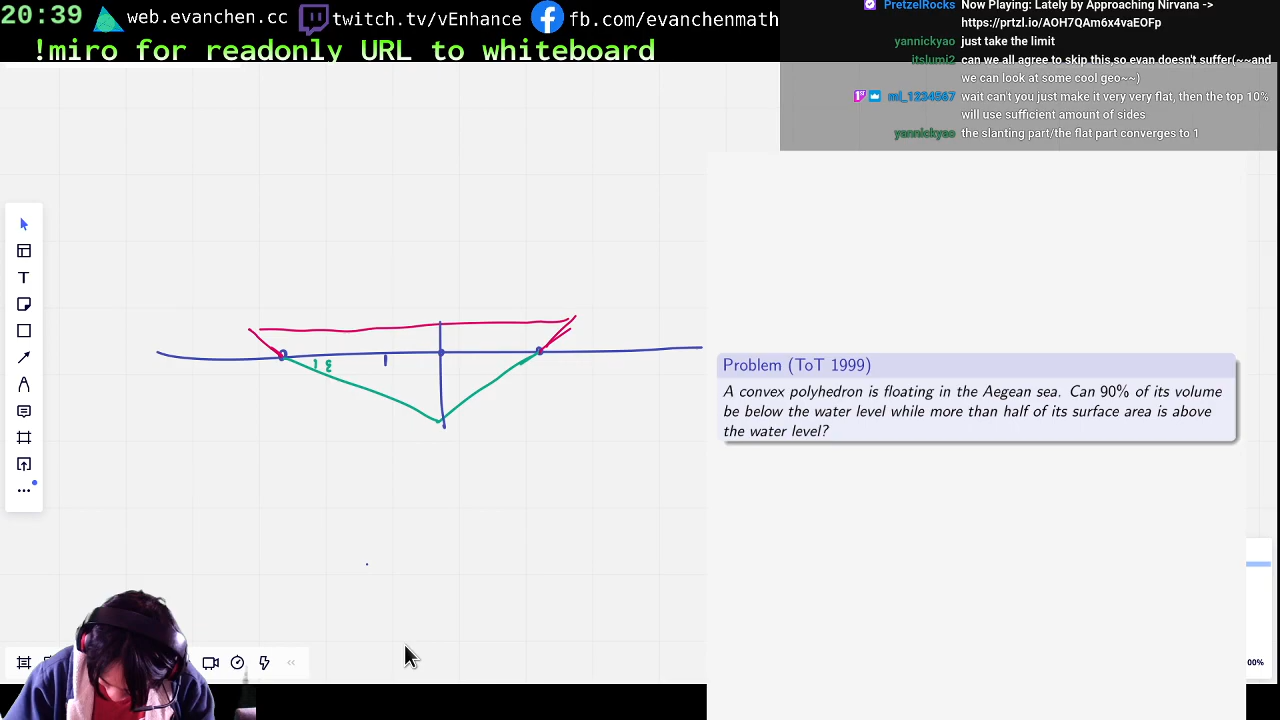 20:39 web.evanchen.cc twitch.tv/vEnhance fb.com/evanchenmath
!miro for readonly URL to whiteboard
PretzelRocks Now Playing: Lately by Approaching Nirvana ->
https://prtzl.io/AOH7QAm6x4vaEOFp
yannickyao just take the limit
itslumi2 can we all agree to skip this so evan doesn't suffer(~~and
we can look at some cool geo~~)
ml_1234567 wait can't you just make it very very flat, then the top 10%
will use sufficient amount of sides
yannickyao the slanting part/the flat part converges to 1
Problem (ToT 1999)
A convex polyhedron is floating in the Aegean sea. Can 90% of its volume
be below the water level while more than half of its surface area is above
the water level?
1
00%